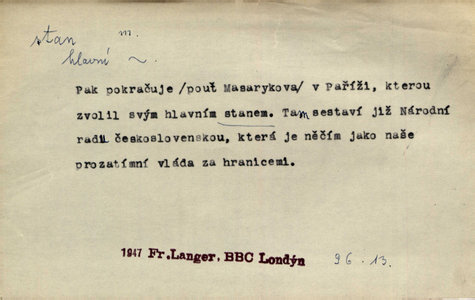 stan m.
hlavní ~
Pak pokračuje /pouť Masarykova/ v Paříži, kterou
zvolil svým hlavním stanem. Tam sestaví již Národní
radu československou, která je něčím jako naše
prozatímní vláda za hranicemi.
1947 Fr.Langer, BBC Londýn 96.13.